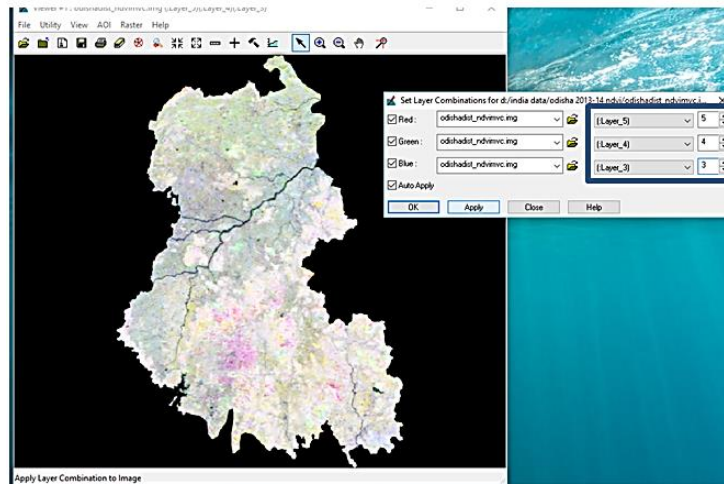 Viewer #1 : odishadist_ndvimvc.img (:Layer_5)(:Layer_4)(:Layer_3)
File Utility View AOI Raster Help
Set Layer Combinations for d:/india data/odisha 2013-14 ndvi/odishadist_ndvimvc.i...
Red : odishadist_ndvimvc.img (:Layer_5) 5
Green : odishadist_ndvimvc.img (:Layer_4) 4
Blue : odishadist_ndvimvc.img (:Layer_3) 3
Auto Apply
OK Apply Close Help
Apply Layer Combination to Image